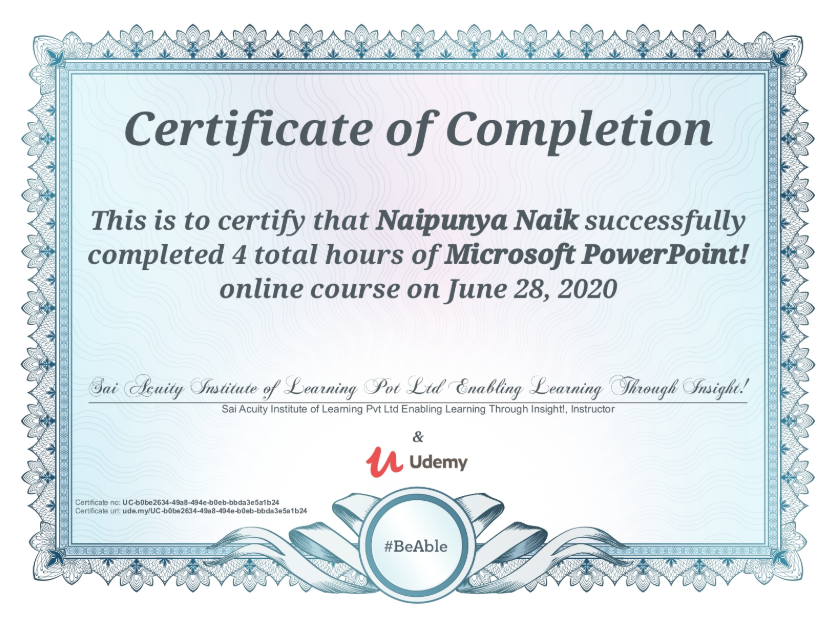 Certificate of Completion
This is to certify that Naipunya Naik successfully
completed 4 total hours of Microsoft PowerPoint!
online course on June 28, 2020
Sai Acuity Institute of Learning Pvt Ltd Enabling Learning Through Insight!
Sai Acuity Institute of Learning Pvt Ltd Enabling Learning Through Insight!, Instructor
&
Udemy
Certificate no: UC-b0be2634-49a8-494e-b0eb-bbda3e5a1b24
Certificate url: ude.my/UC-b0be2634-49a8-494e-b0eb-bbda3e5a1b24
#BeAble